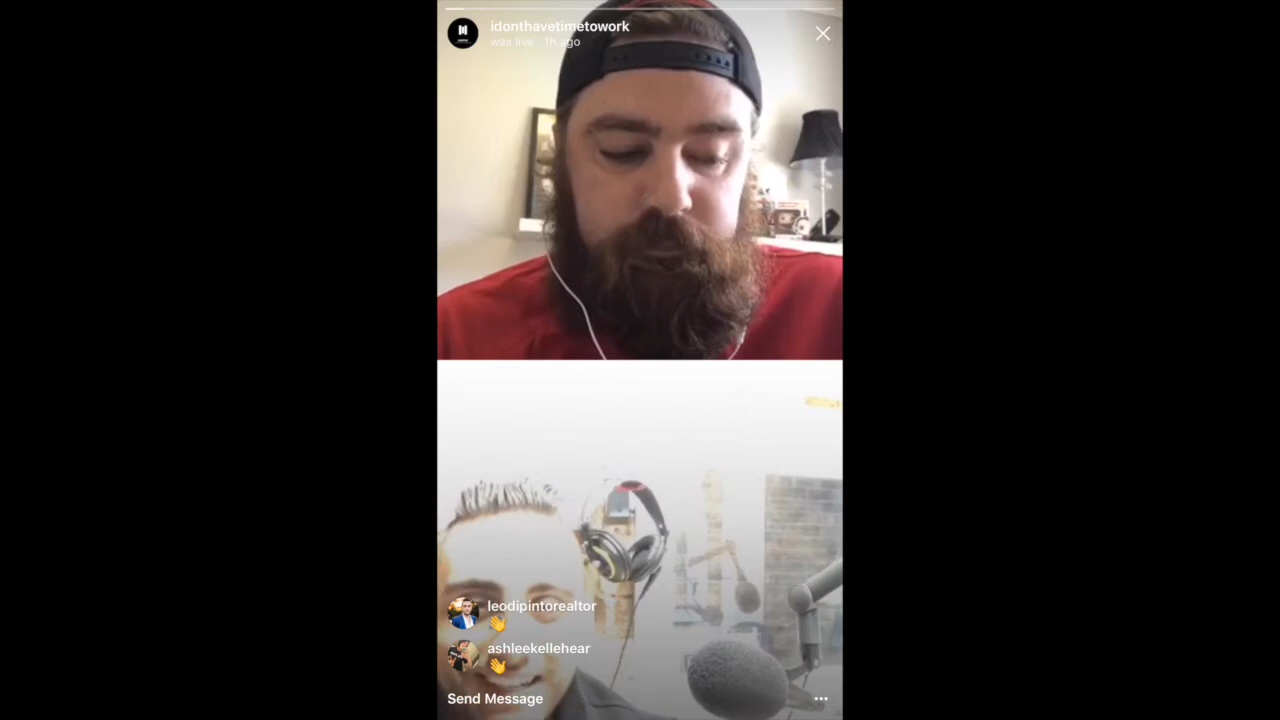 idonthavetimetowork
was live · 1h ago
leodipintorealtor
👋
ashleekellehear
👋
Send Message